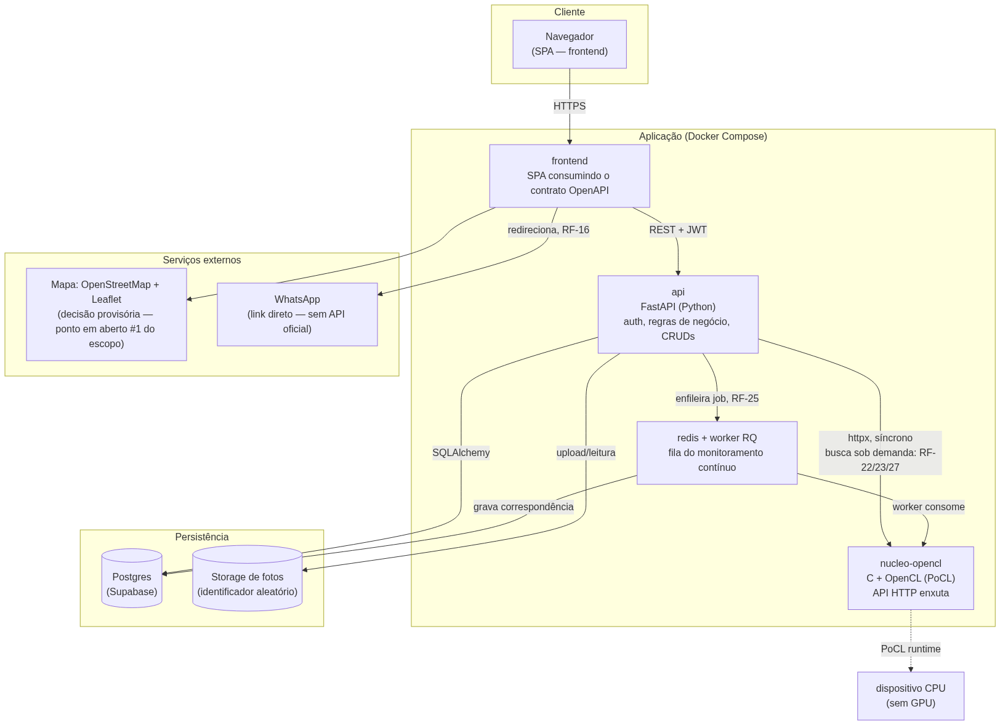 Cliente
Navegador
(SPA — frontend)
HTTPS
Aplicação (Docker Compose)
frontend
SPA consumindo o
contrato OpenAPI
redireciona, RF-16
REST + JWT
Serviços externos
Mapa: OpenStreetMap +
Leaflet
(decisão provisória —
ponto em aberto #1 do
escopo)
WhatsApp
(link direto — sem API
oficial)
api
FastAPI (Python)
auth, regras de negócio,
CRUDs
enfileira job, RF-25
SQLAlchemy
upload/leitura
redis + worker RQ
fila do monitoramento
contínuo
httpx, síncrono
busca sob demanda: RF-
22/23/27
grava correspondência
worker consome
Persistência
Postgres
(Supabase)
Storage de fotos
(identificador aleatório)
nucleo-opencl
C + OpenCL (PoCL)
API HTTP enxuta
PoCL runtime
dispositivo CPU
(sem GPU)